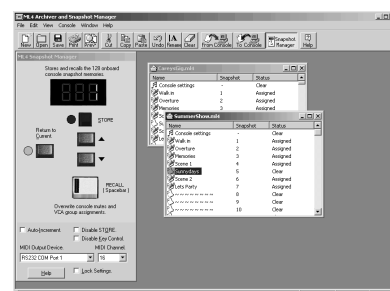 ML4 Archiver and Snapshot Manager
File Edit View Console Window Help
New Open Save Print Print* Cut Copy Paste Undo Rename Clear From Console To Console Snapshot Manager Help
ML4 Snapshot Manager
Stores and recalls the 128 onboard
console snapshot memories.
STORE
Return to
Current
RECALL
(Spacebar)
Overwrite console mutes and
VCA group assignments.
Auto-Increment
Disable STORE
Disable Key Control
MIDI Output Device:
MIDI Channel:
RS232 COM Port 1
16
Help
Lock Settings
Cannydays.ml4
Name Snapshot Status
Console settings - Clear
Walk in 1 Assigned
Overture 2 Assigned
Memories 3 Assigned
SummerShow.ml4
Name Snapshot Status
Console settings - Clear
Walk in 1 Assigned
Overture 2 Assigned
Memories 3 Assigned
Scene 1 4 Assigned
Sunnydays 5 Clear
Scene 2 6 Assigned
Lets Party 7 Assigned
~~~~~~~~ 8 Clear
~~~~~~~~ 9 Clear
~~~~~~~~ 10 Clear